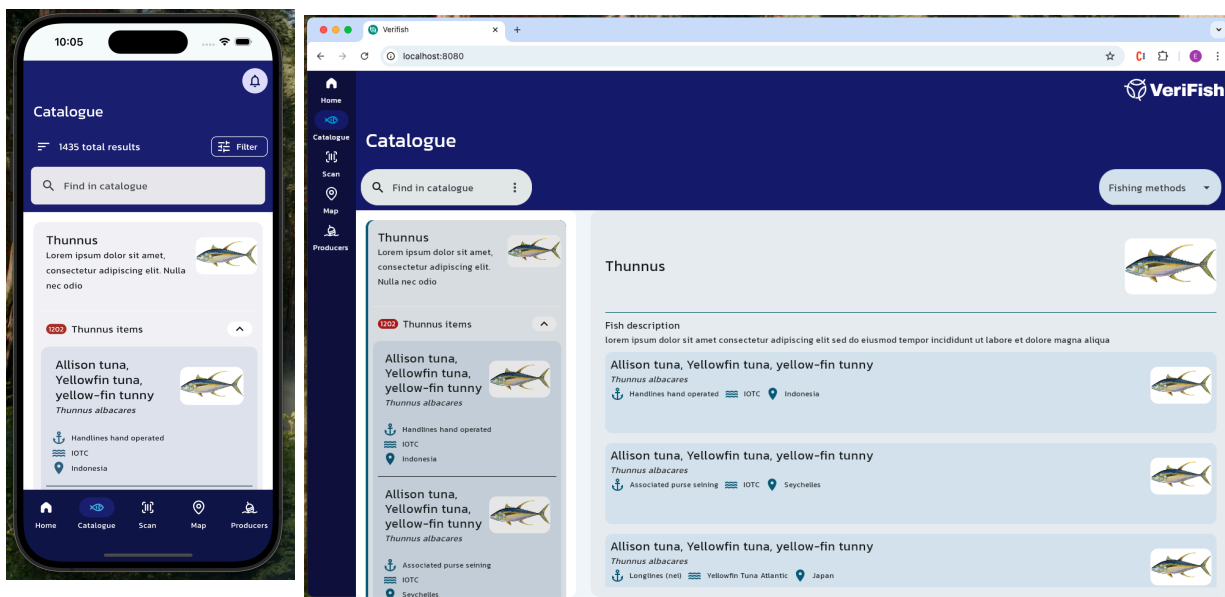 10:05
Catalogue
1435 total results
Filter
Find in catalogue
Thunnus
Lorem ipsum dolor sit amet,
consectetur adipiscing elit. Nulla
nec odio
1202 Thunnus items
Allison tuna,
Yellowfin tuna,
yellow-fin tunny
Thunnus albacares
Handlines hand operated
IOTC
Indonesia
Home Catalogue Scan Map Producers
Verifish
localhost:8080
E
Home
Catalogue
Scan
Map
Producers
VeriFish
Catalogue
Find in catalogue
Fishing methods
Thunnus
Lorem ipsum dolor sit amet,
consectetur adipiscing elit.
Nulla nec odio
1202 Thunnus items
Allison tuna,
Yellowfin tuna,
yellow-fin tunny
Thunnus albacares
Handlines hand operated
IOTC
Indonesia
Allison tuna,
Yellowfin tuna,
yellow-fin tunny
Thunnus albacares
Associated purse seining
IOTC
Seychelles
Thunnus
Fish description
lorem ipsum dolor sit amet consectetur adipiscing elit sed do eiusmod tempor incididunt ut labore et dolore magna aliqua
Allison tuna, Yellowfin tuna, yellow-fin tunny
Thunnus albacares
Handlines hand operated IOTC Indonesia
Allison tuna, Yellowfin tuna, yellow-fin tunny
Thunnus albacares
Associated purse seining IOTC Seychelles
Allison tuna, Yellowfin tuna, yellow-fin tunny
Thunnus albacares
Longlines (nei) Yellowfin Tuna Atlantic Japan